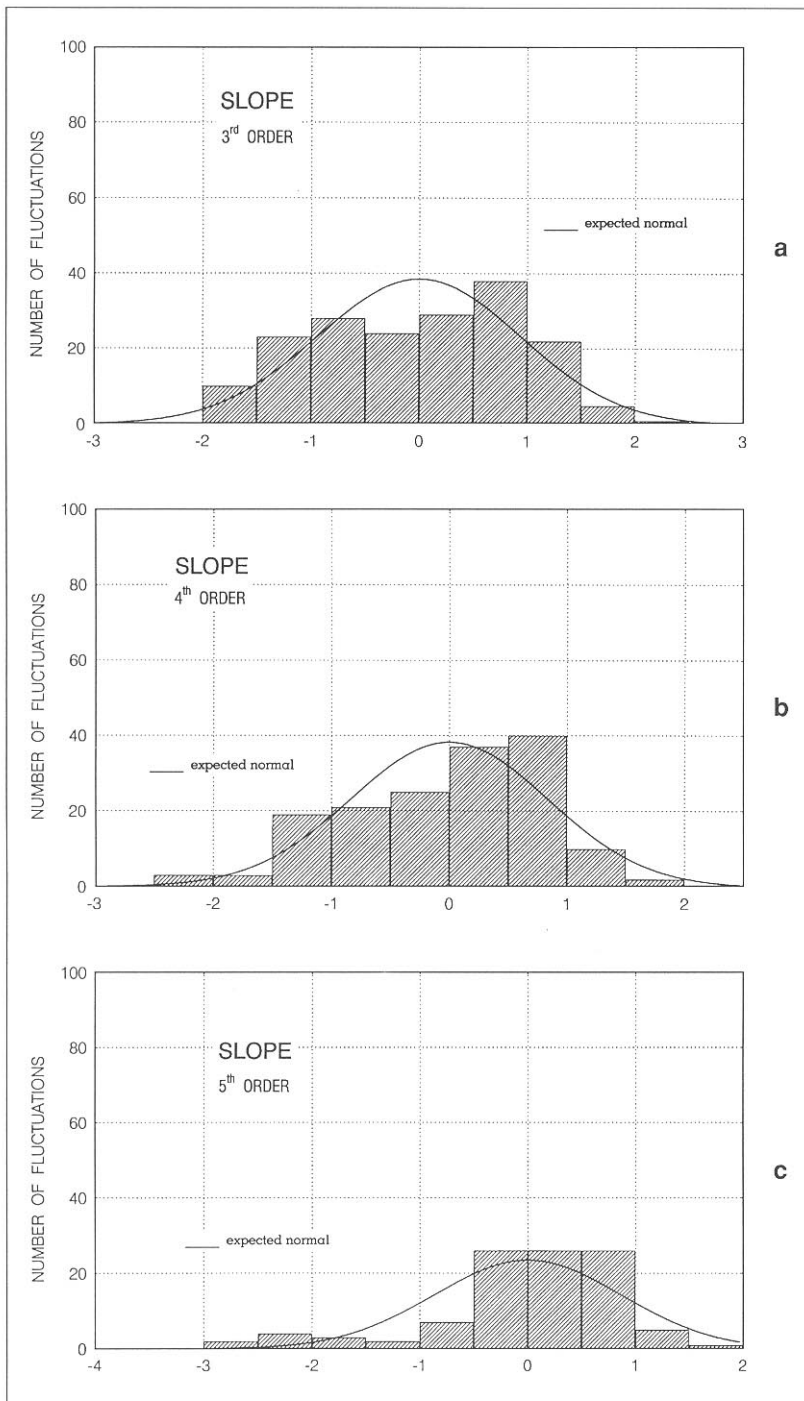 100
80
60
40
20
0
-3
-2
-1
0
1
2
3
NUMBER OF FLUCTUATIONS
SLOPE
3rd ORDER
expected normal
a
100
80
60
40
20
0
-3
-2
-1
0
1
2
NUMBER OF FLUCTUATIONS
SLOPE
4th ORDER
expected normal
b
100
80
60
40
20
0
-4
-3
-2
-1
0
1
2
NUMBER OF FLUCTUATIONS
SLOPE
5th ORDER
expected normal
c